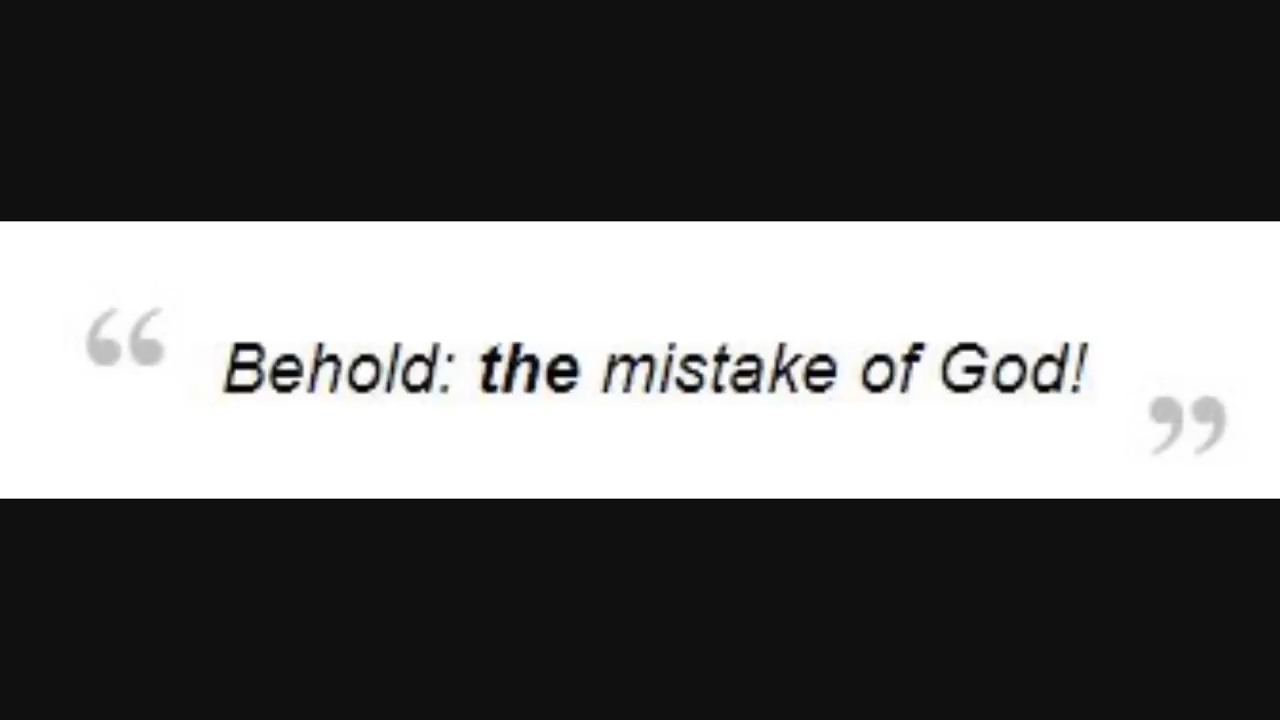 “ Behold: the mistake of God! ”